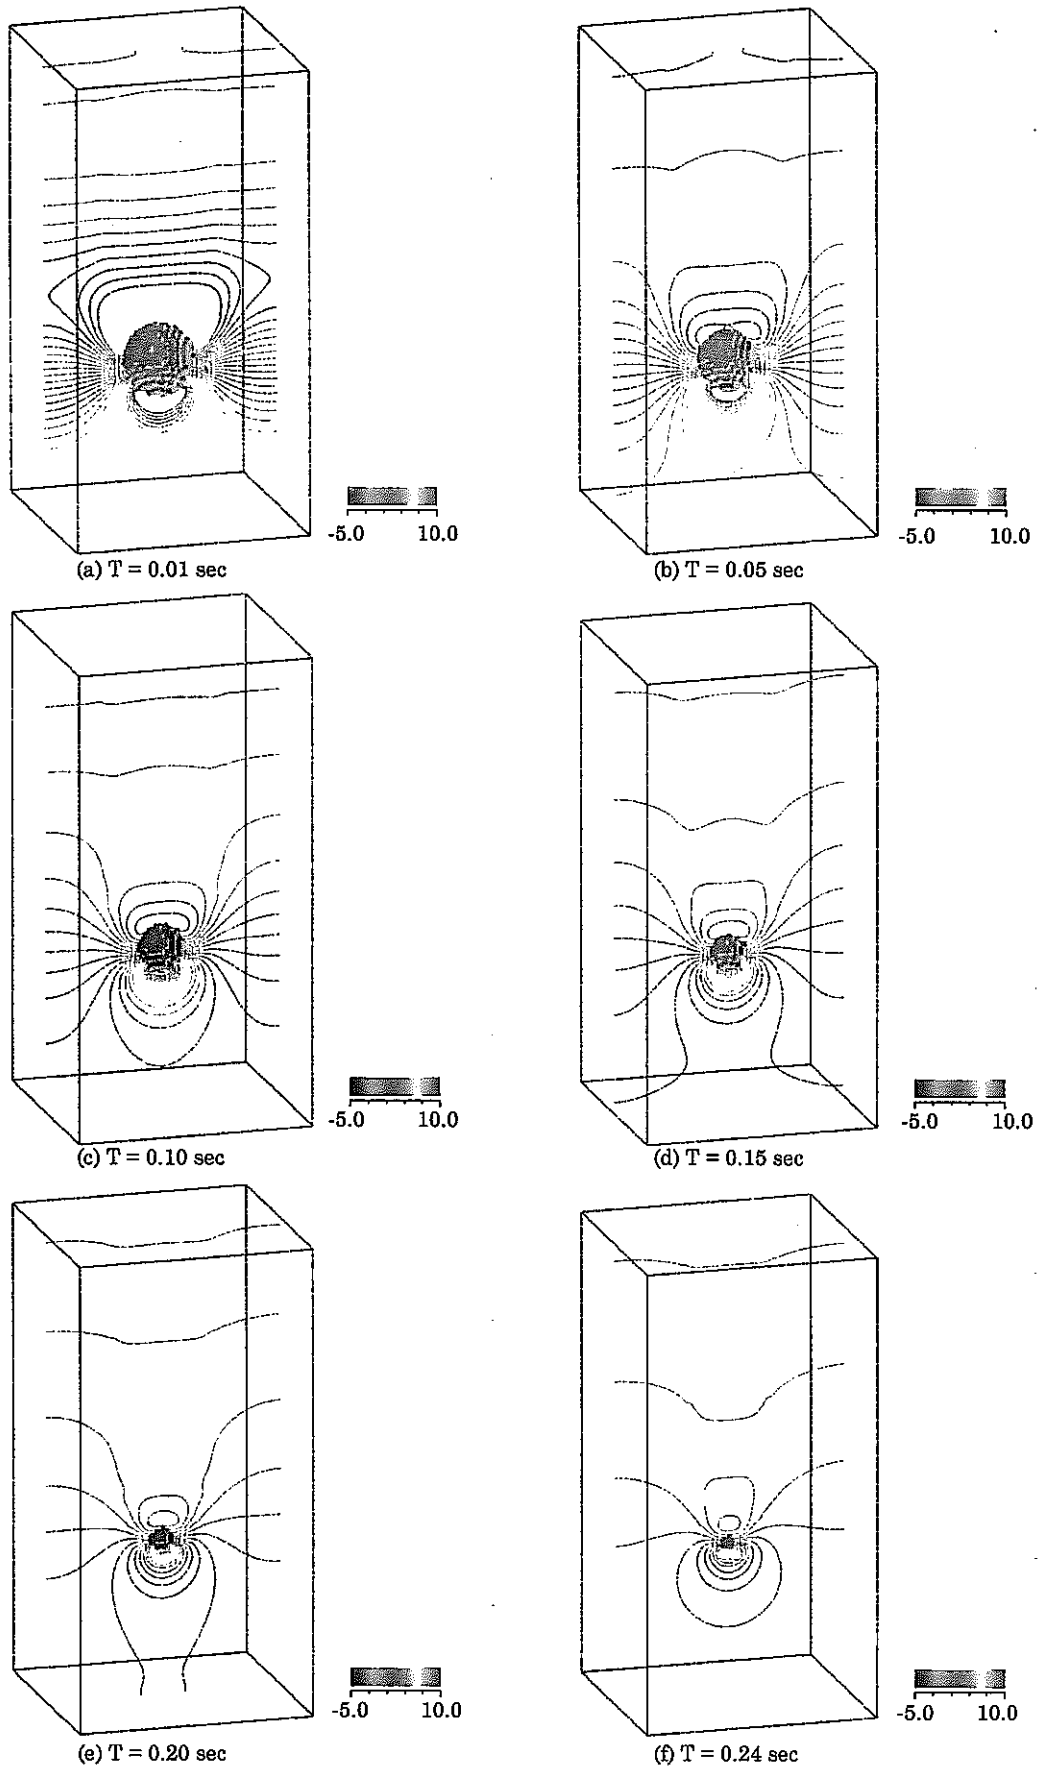 -5.0 10.0
-5.0 10.0
(a) T = 0.01 sec
(b) T = 0.05 sec
-5.0 10.0
-5.0 10.0
(c) T = 0.10 sec
(d) T = 0.15 sec
-5.0 10.0
-5.0 10.0
(e) T = 0.20 sec
(f) T = 0.24 sec